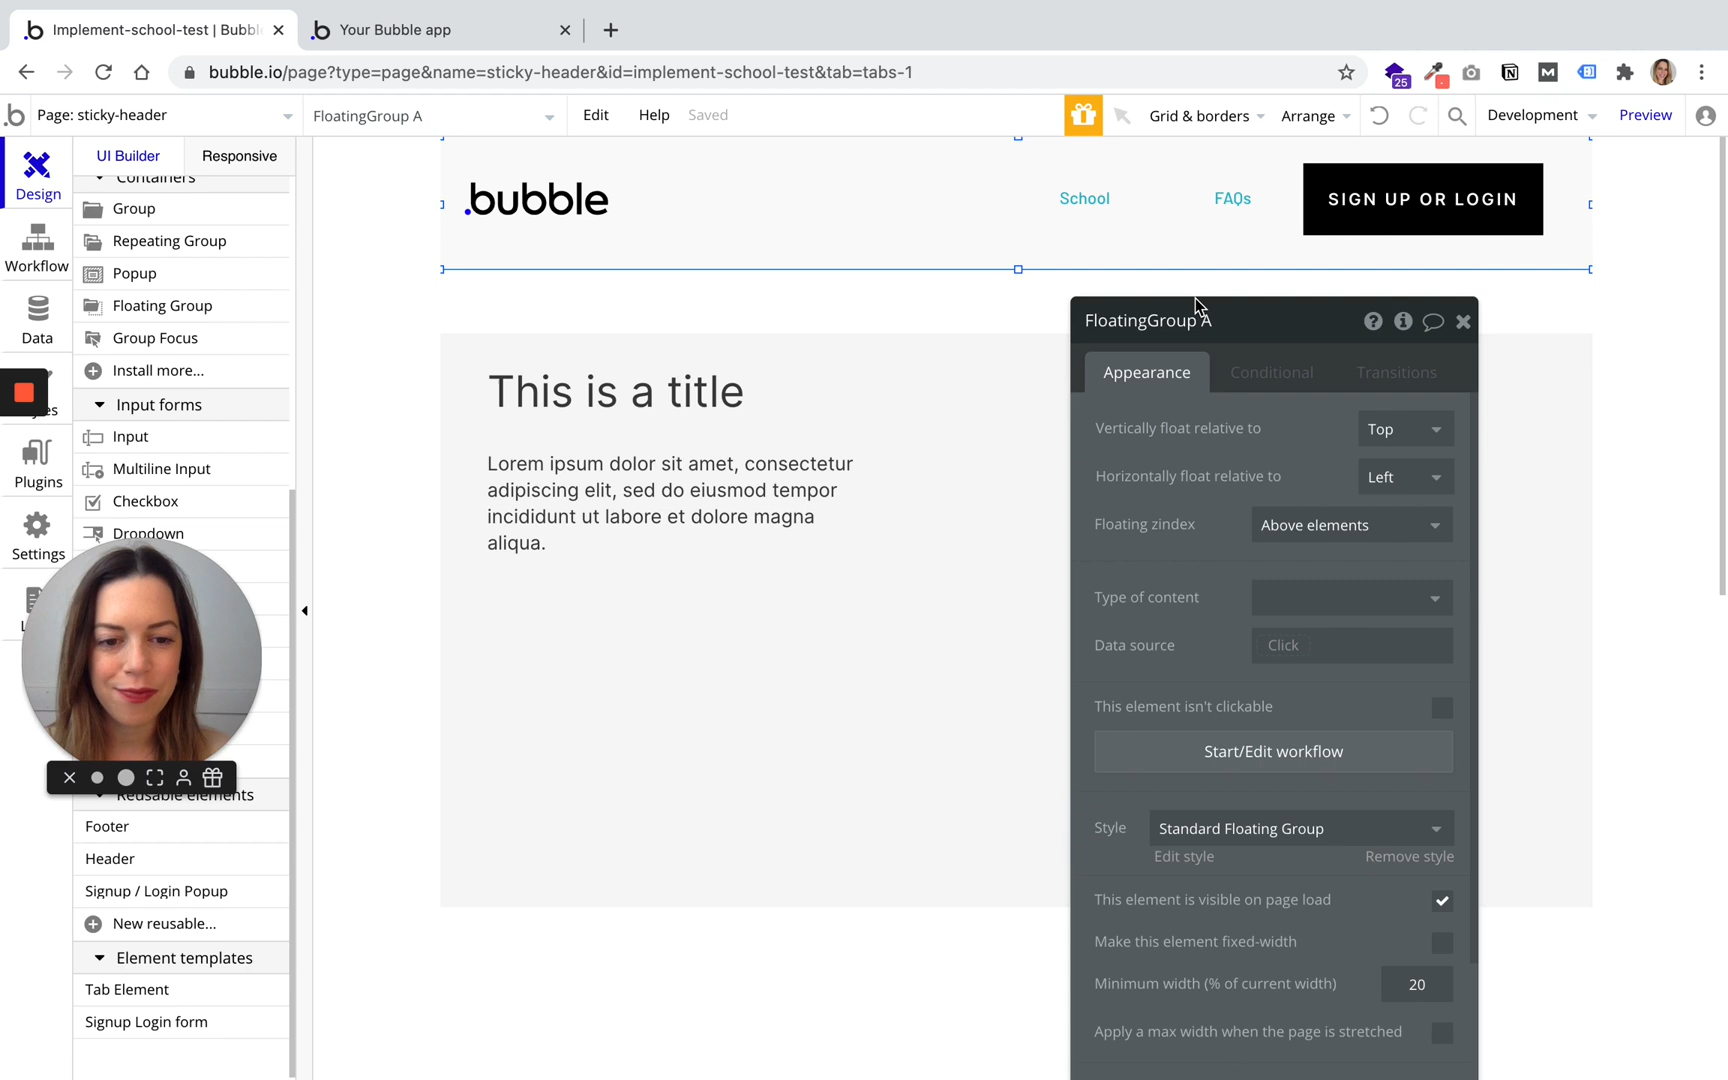 Implement-school-test | Bubbl
Your Bubble app
bubble.io/page?type=page&name=sticky-header&id=implement-school-test&tab=tabs-1
25
Page: sticky-header
FloatingGroup A
Edit
Help
Saved
Grid & borders
Arrange
Development
Preview
UI Builder
Responsive
Design
Workflow
Data
Plugins
Settings
Containers
Group
Repeating Group
Popup
Floating Group
Group Focus
Install more...
Input forms
Input
Multiline Input
Checkbox
Dropdown
Reusable elements
Footer
Header
Signup / Login Popup
New reusable...
Element templates
Tab Element
Signup Login form
.bubble
School
FAQs
SIGN UP OR LOGIN
This is a title
Lorem ipsum dolor sit amet, consectetur
adipiscing elit, sed do eiusmod tempor
incididunt ut labore et dolore magna
aliqua.
FloatingGroup A
Appearance
Conditional
Transitions
Vertically float relative to
Top
Horizontally float relative to
Left
Floating zindex
Above elements
Type of content
Data source
Click
This element isn't clickable
Start/Edit workflow
Style
Standard Floating Group
Edit style
Remove style
This element is visible on page load
Make this element fixed-width
Minimum width (% of current width)
20
Apply a max width when the page is stretched